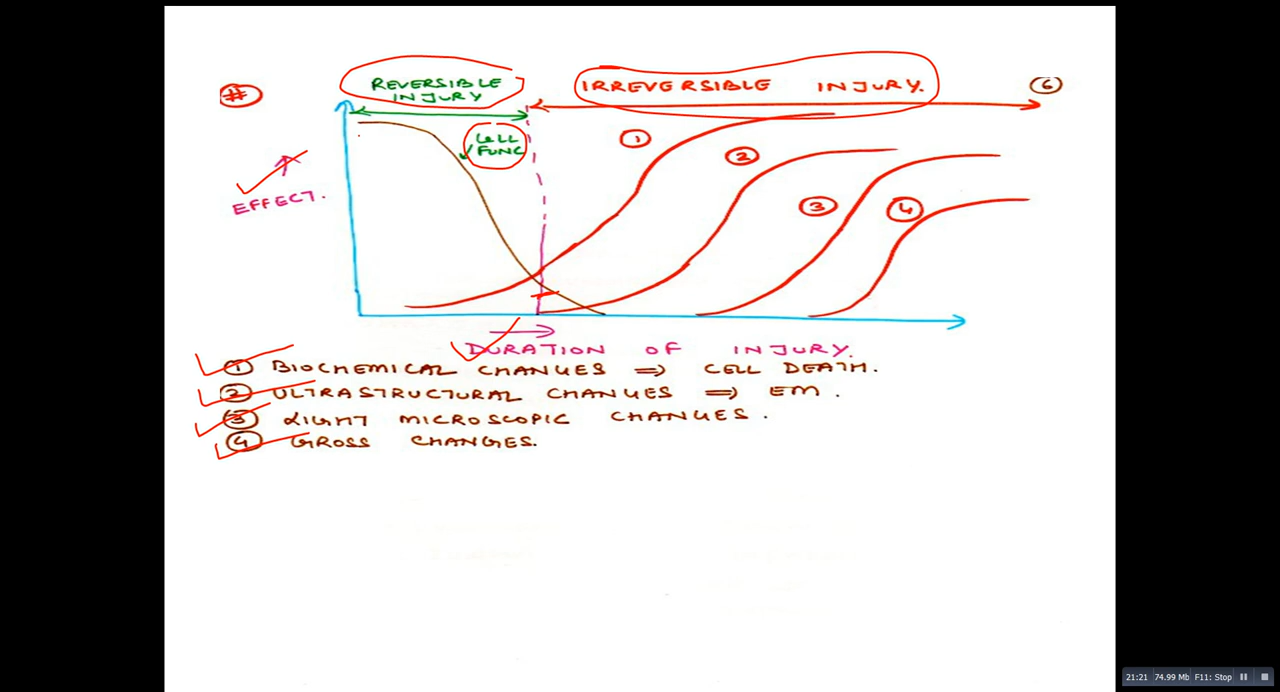 #
REVERSIBLE
INJURY
IRREVERSIBLE INJURY.
6
CELL
FUNC
1
2
3
4
EFFECT.
DURATION OF INJURY.
1 BIOCHEMICAL CHANGES ⇒ CELL DEATH.
2 ULTRASTRUCTURAL CHANGES ⇒ EM.
3 LIGHT MICROSCOPIC CHANGES.
4 GROSS CHANGES.
21:21 74.99 Mb F11: Stop